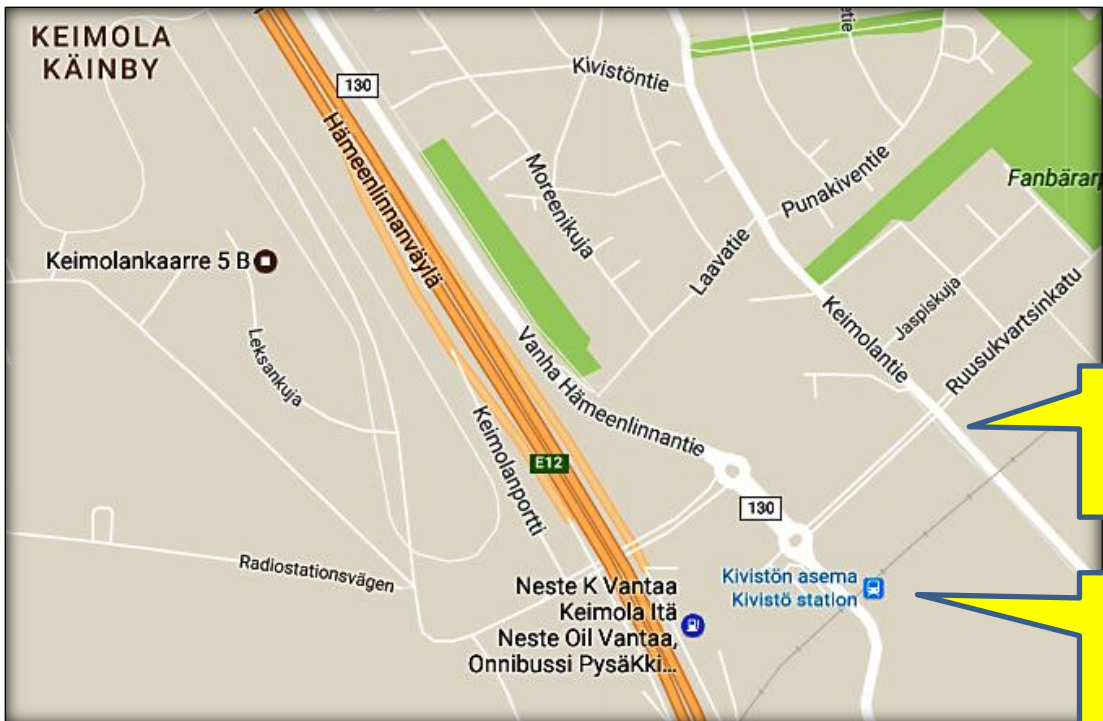 KEIMOLA
KÄINBY
130
Kivistöntie
Hämeenlinnanväylä
Moreenikuja
Punakiventie
Keimolankaarre 5 B
Laavatie
Leksankuja
Vanha Hämeenlinnantie
Keimolantie
Jaspiskuja
Ruusukvartsinkatu
Keimolanportti
E12
130
Radiostationsvägen
Kivistön asema
Kivistö station
Neste K Vantaa
Keimola Itä
Neste Oil Vantaa,
Onnibussi PysäKki...